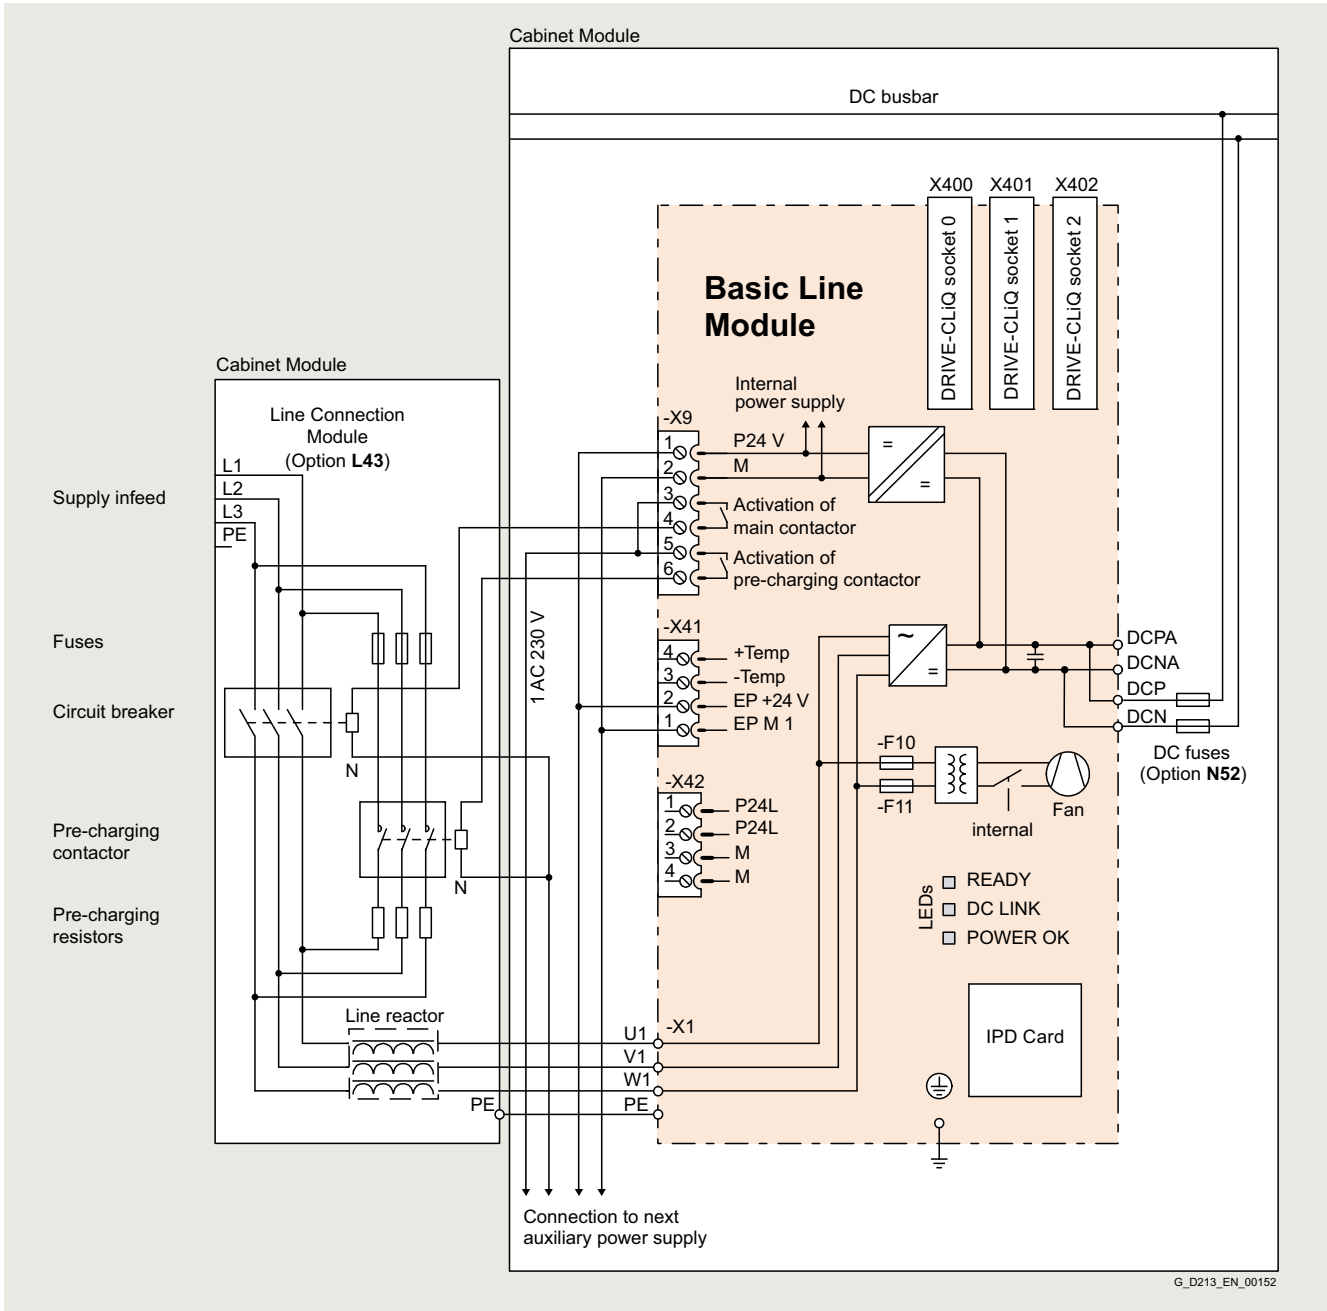 Cabinet Module
DC busbar
X400
X401
X402
DRIVE-CLiQ socket 0
DRIVE-CLiQ socket 1
DRIVE-CLiQ socket 2
Basic Line
Module
Cabinet Module
Line Connection
Module
(Option L43)
Supply infeed
L1
L2
L3
PE
Fuses
Circuit breaker
N
Pre-charging
contactor
N
Pre-charging
resistors
Line reactor
PE
Internal
power supply
-X9
1
P24 V
2
M
3
Activation of
main contactor
4
5
Activation of
pre-charging contactor
6
=
=
1 AC 230 V
-X41
4
+Temp
3
-Temp
2
EP +24 V
1
EP M 1
~
=
DCPA
DCNA
DCP
DCN
DC fuses
(Option N52)
-F10
-F11
internal
Fan
-X42
1
P24L
2
P24L
3
M
4
M
LEDs
READY
DC LINK
POWER OK
IPD Card
U1
-X1
V1
W1
PE
Connection to next
auxiliary power supply
G_D213_EN_00152